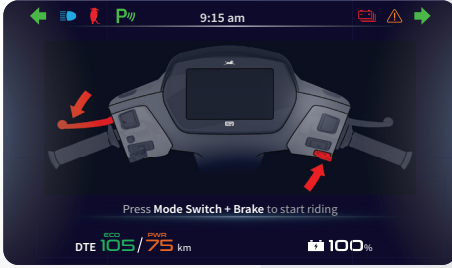 P
9:15 am
Press Mode Switch + Brake to start riding
ECO PWR
DTE 105/75 km
100%